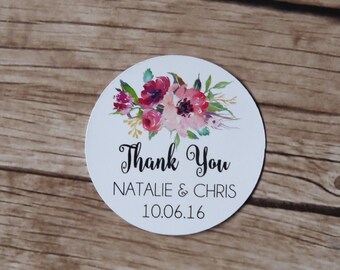 Thank You
NATALIE & CHRIS
10.06.16